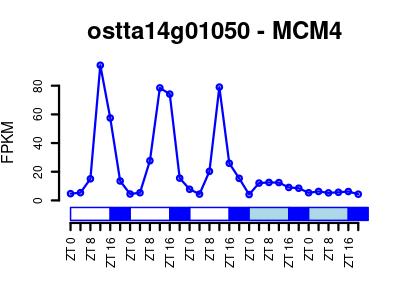 ostta14g01050 - MCM4
FPKM
80
60
40
20
0
ZT 0
ZT 8
ZT 16
ZT 0
ZT 8
ZT 16
ZT 0
ZT 8
ZT 16
ZT 0
ZT 8
ZT 16
ZT 0
ZT 8
ZT 16